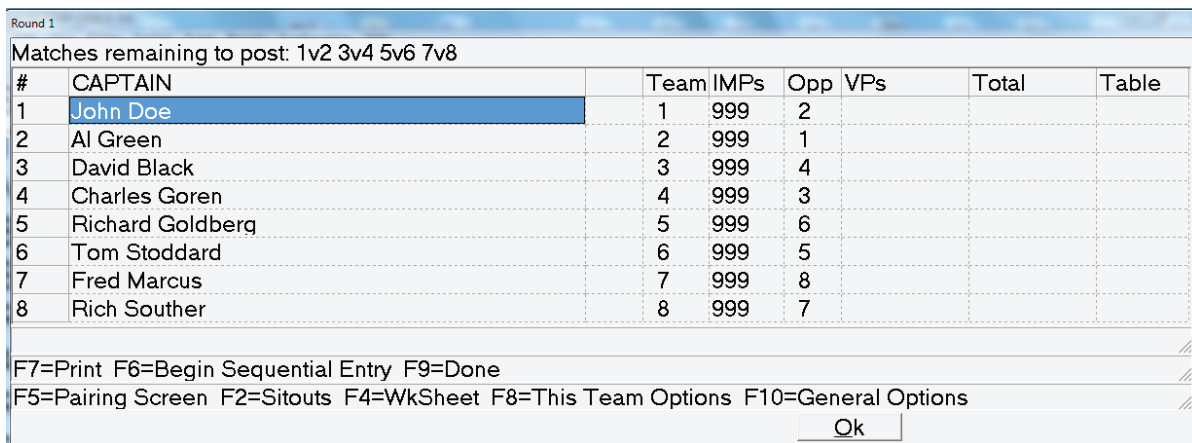 Round 1
Matches remaining to post: 1v2 3v4 5v6 7v8
# CAPTAIN Team IMPs Opp VPs Total Table
1 John Doe 1 999 2
2 Al Green 2 999 1
3 David Black 3 999 4
4 Charles Goren 4 999 3
5 Richard Goldberg 5 999 6
6 Tom Stoddard 6 999 5
7 Fred Marcus 7 999 8
8 Rich Souther 8 999 7
F7=Print F6=Begin Sequential Entry F9=Done
F5=Pairing Screen F2=Sitouts F4=WkSheet F8=This Team Options F10=General Options
Ok